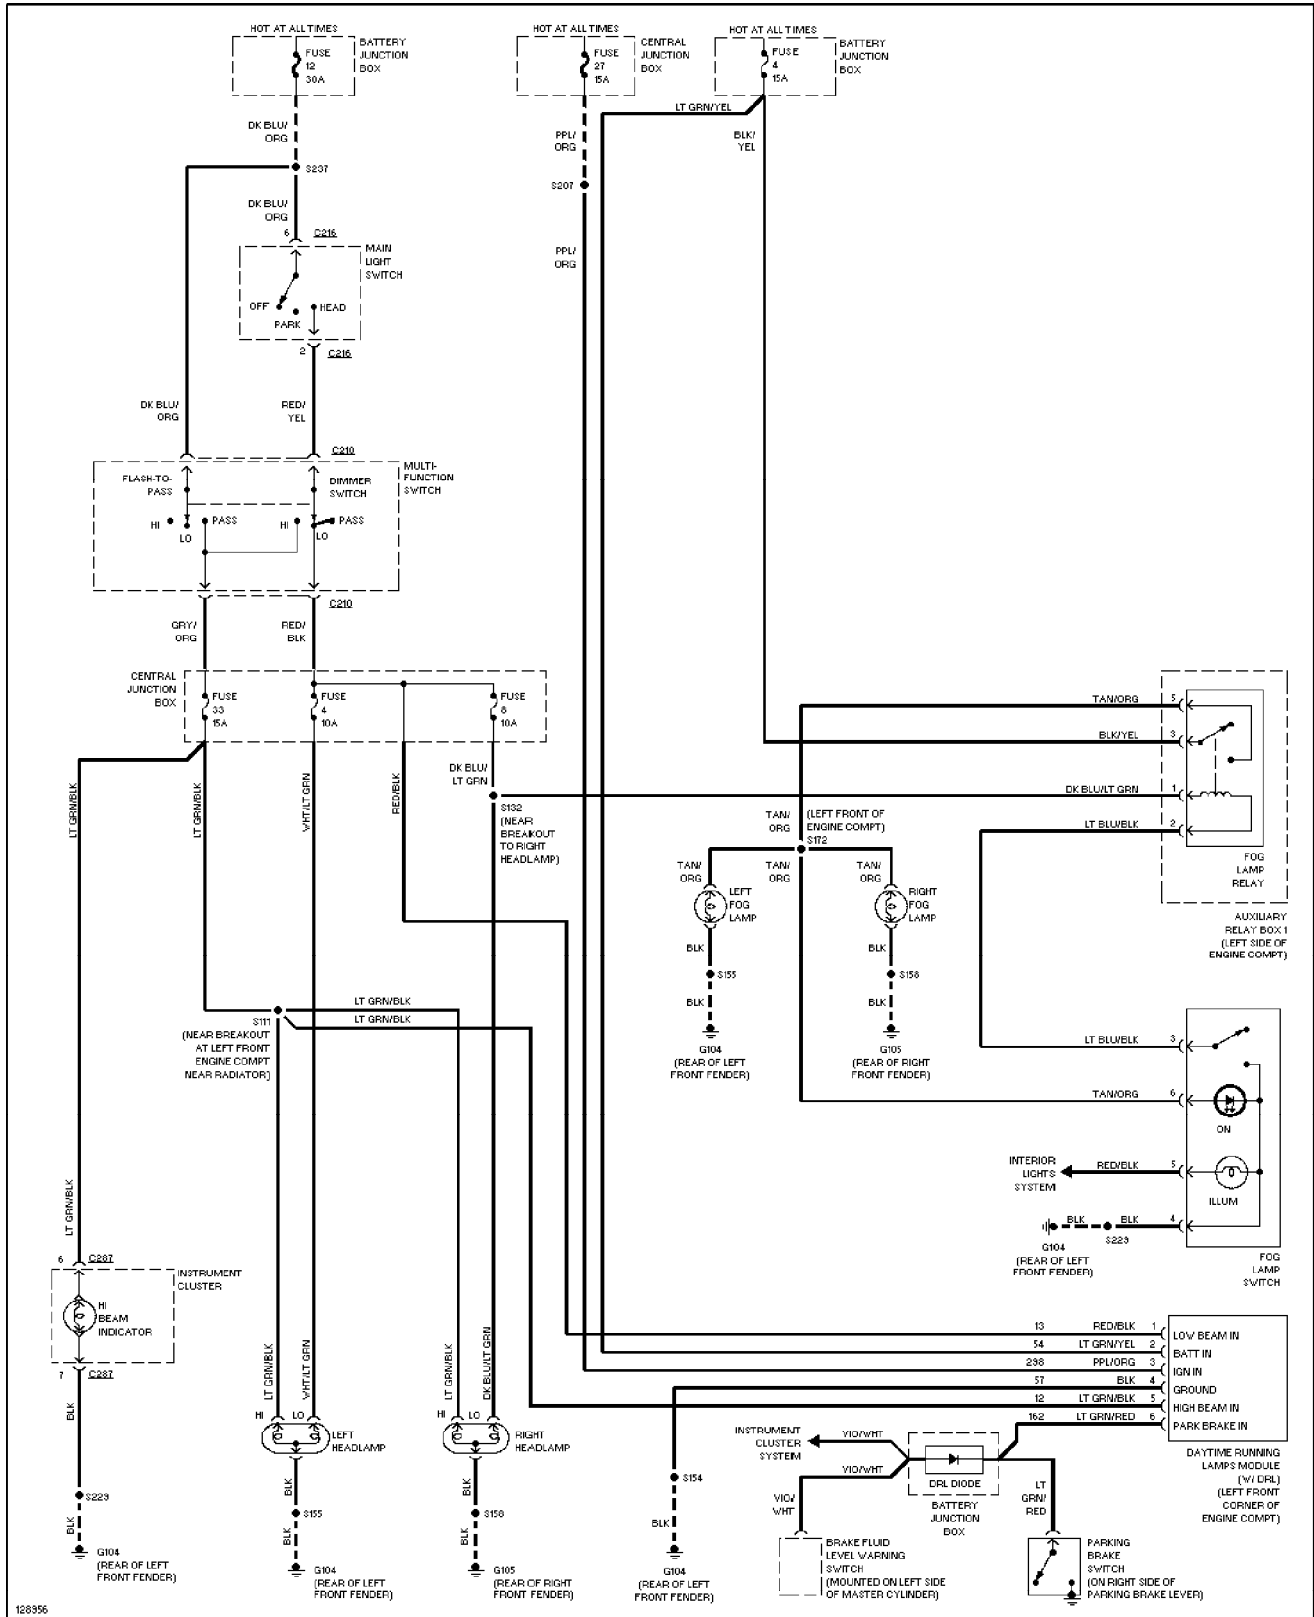 HOT AT ALL TIMES
FUSE
12
30A
BATTERY
JUNCTION
BOX
HOT AT ALL TIMES
FUSE
27
15A
CENTRAL
JUNCTION
BOX
HOT AT ALL TIMES
FUSE
4
15A
BATTERY
JUNCTION
BOX
LT GRN/YEL
DK BLU/
ORG
PPL/
ORG
BLK/
YEL
S237
S207
DK BLU/
ORG
6
C216
PPL/
ORG
MAIN
LIGHT
SWITCH
OFF
HEAD
PARK
2
C216
DK BLU/
ORG
RED/
YEL
C210
MULTI-
FUNCTION
SWITCH
FLASH-TO-
PASS
DIMMER
SWITCH
HI
LO
PASS
HI
LO
PASS
C210
GRY/
ORG
RED/
BLK
CENTRAL
JUNCTION
BOX
FUSE
33
15A
FUSE
4
10A
FUSE
8
10A
TAN/ORG
5
BLK/YEL
3
DK BLU/LT GRN
1
LT BLU/BLK
2
FOG
LAMP
RELAY
AUXILIARY
RELAY BOX 1
(LEFT SIDE OF
ENGINE COMPT)
LT GRN/BLK
LT GRN/BLK
WHT/LT GRN
RED/BLK
DK BLU/
LT GRN
S132
(NEAR
BREAKOUT
TO RIGHT
HEADLAMP)
TAN/
ORG
(LEFT FRONT OF
ENGINE COMPT)
S172
TAN/
ORG
TAN/
ORG
TAN/
ORG
LEFT
FOG
LAMP
RIGHT
FOG
LAMP
BLK
BLK
S155
S158
BLK
BLK
G104
(REAR OF LEFT
FRONT FENDER)
G105
(REAR OF RIGHT
FRONT FENDER)
LT GRN/BLK
LT GRN/BLK
S111
(NEAR BREAKOUT
AT LEFT FRONT
ENGINE COMPT
NEAR RADIATOR)
LT BLU/BLK
3
TAN/ORG
6
ON
INTERIOR
LIGHTS
SYSTEM
RED/BLK
5
ILLUM
BLK
BLK
4
S229
G104
(REAR OF LEFT
FRONT FENDER)
FOG
LAMP
SWITCH
LT GRN/BLK
6
C287
INSTRUMENT
CLUSTER
HI
BEAM
INDICATOR
7
C287
BLK
S229
BLK
G104
(REAR OF LEFT
FRONT FENDER)
LT GRN/BLK
WHT/LT GRN
LT GRN/BLK
DK BLU/LT GRN
HI
LO
LEFT
HEADLAMP
HI
LO
RIGHT
HEADLAMP
BLK
BLK
S155
S158
BLK
BLK
G104
(REAR OF LEFT
FRONT FENDER)
G105
(REAR OF RIGHT
FRONT FENDER)
13 RED/BLK 1 LOW BEAM IN
54 LT GRN/YEL 2 BATT IN
298 PPL/ORG 3 IGN IN
57 BLK 4 GROUND
12 LT GRN/BLK 5 HIGH BEAM IN
162 LT GRN/RED 6 PARK BRAKE IN
DAYTIME RUNNING
LAMPS MODULE
(W/ DRL)
(LEFT FRONT
CORNER OF
ENGINE COMPT)
INSTRUMENT
CLUSTER
SYSTEM
VIO/WHT
VIO/WHT
DRL DIODE
BATTERY
JUNCTION
BOX
S154
BLK
G104
(REAR OF LEFT
FRONT FENDER)
VIO/
WHT
LT
GRN/
RED
BRAKE FLUID
LEVEL WARNING
SWITCH
(MOUNTED ON LEFT SIDE
OF MASTER CYLINDER)
PARKING
BRAKE
SWITCH
(ON RIGHT SIDE OF
PARKING BRAKE LEVER)
128956